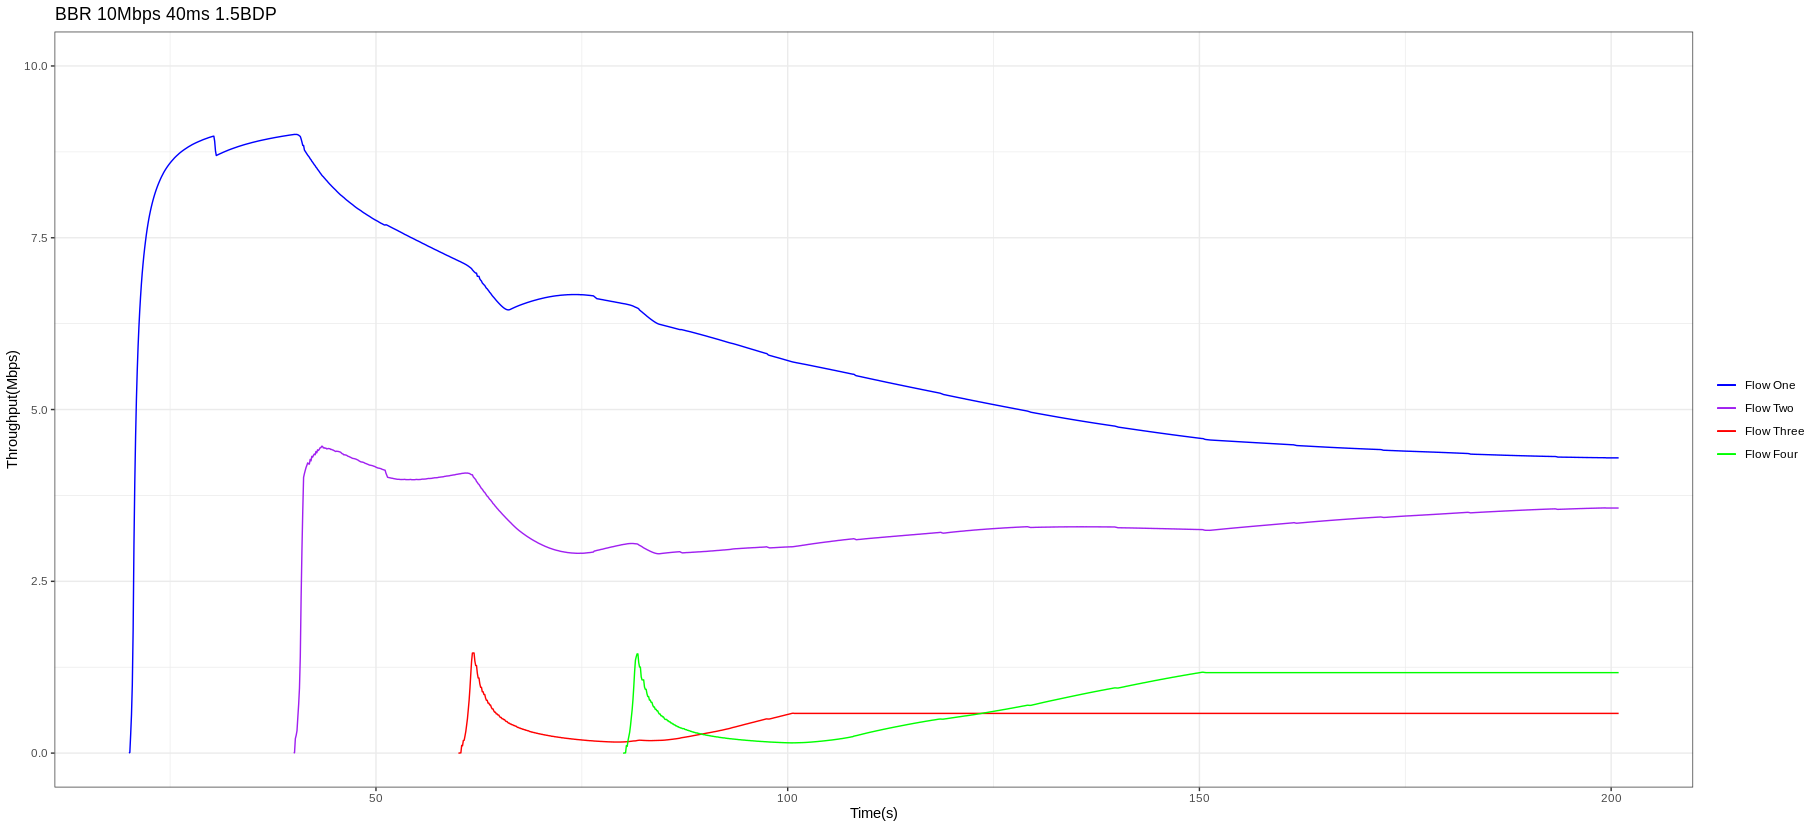 BBR 10Mbps 40ms 1.5BDP
Throughput(Mbps)
10.0
7.5
5.0
2.5
0.0
50
100
150
200
Time(s)
Flow One
Flow Two
Flow Three
Flow Four